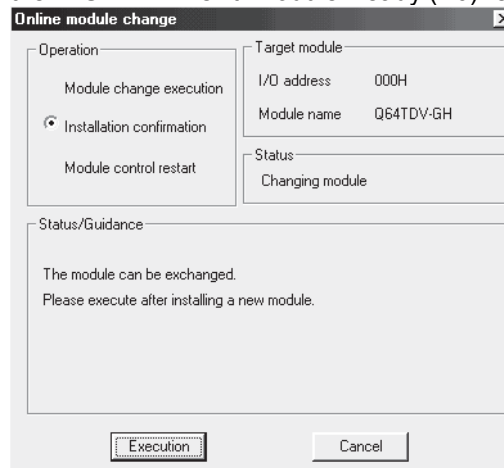 Online module change
Operation
Module change execution
Installation confirmation
Module control restart
Target module
I/O address 000H
Module name Q64TDV-GH
Status
Changing module
Status/Guidance
The module can be exchanged.
Please execute after installing a new module.
Execution
Cancel